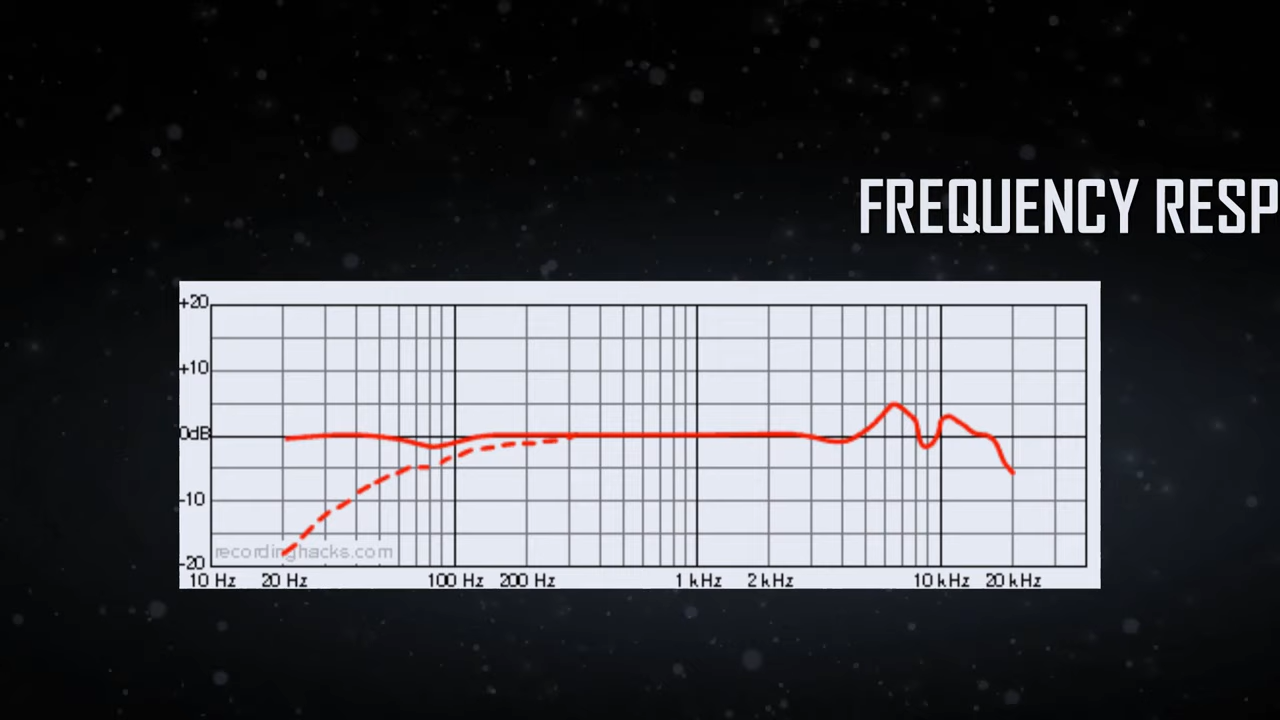 FREQUENCY RESP
+20
+10
0dB
-10
-20
recordinghacks.com
10 Hz 20 Hz 100 Hz 200 Hz 1 kHz 2 kHz 10 kHz 20 kHz